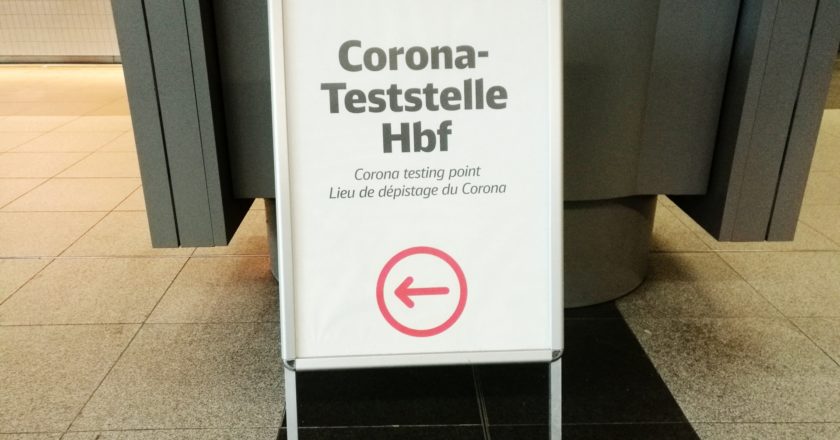 Corona-
Teststelle
Hbf
Corona testing point
Lieu de dépistage du Corona